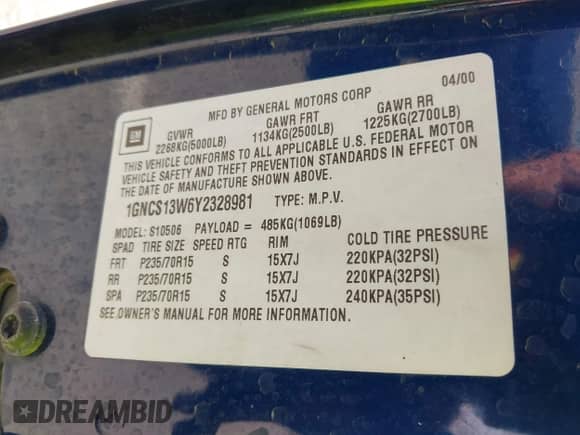 MFD BY GENERAL MOTORS CORP 04/00
GM GVWR GAWR FRT GAWR RR
2268KG(5000LB) 1134KG(2500LB) 1225KG(2700LB)
THIS VEHICLE CONFORMS TO ALL APPLICABLE U.S. FEDERAL MOTOR
VEHICLE SAFETY AND THEFT PREVENTION STANDARDS IN EFFECT ON
THE DATE OF MANUFACTURE SHOWN ABOVE.
1GNCS13W6Y2328981 TYPE: M.P.V.
MODEL: S10506 PAYLOAD = 485KG(1069LB)
SPAD TIRE SIZE SPEED RTG RIM COLD TIRE PRESSURE
FRT P235/70R15 S 15X7J 220KPA(32PSI)
RR P235/70R15 S 15X7J 220KPA(32PSI)
SPA P235/70R15 S 15X7J 240KPA(35PSI)
SEE OWNER'S MANUAL FOR MORE INFORMATION.
DREAMBID